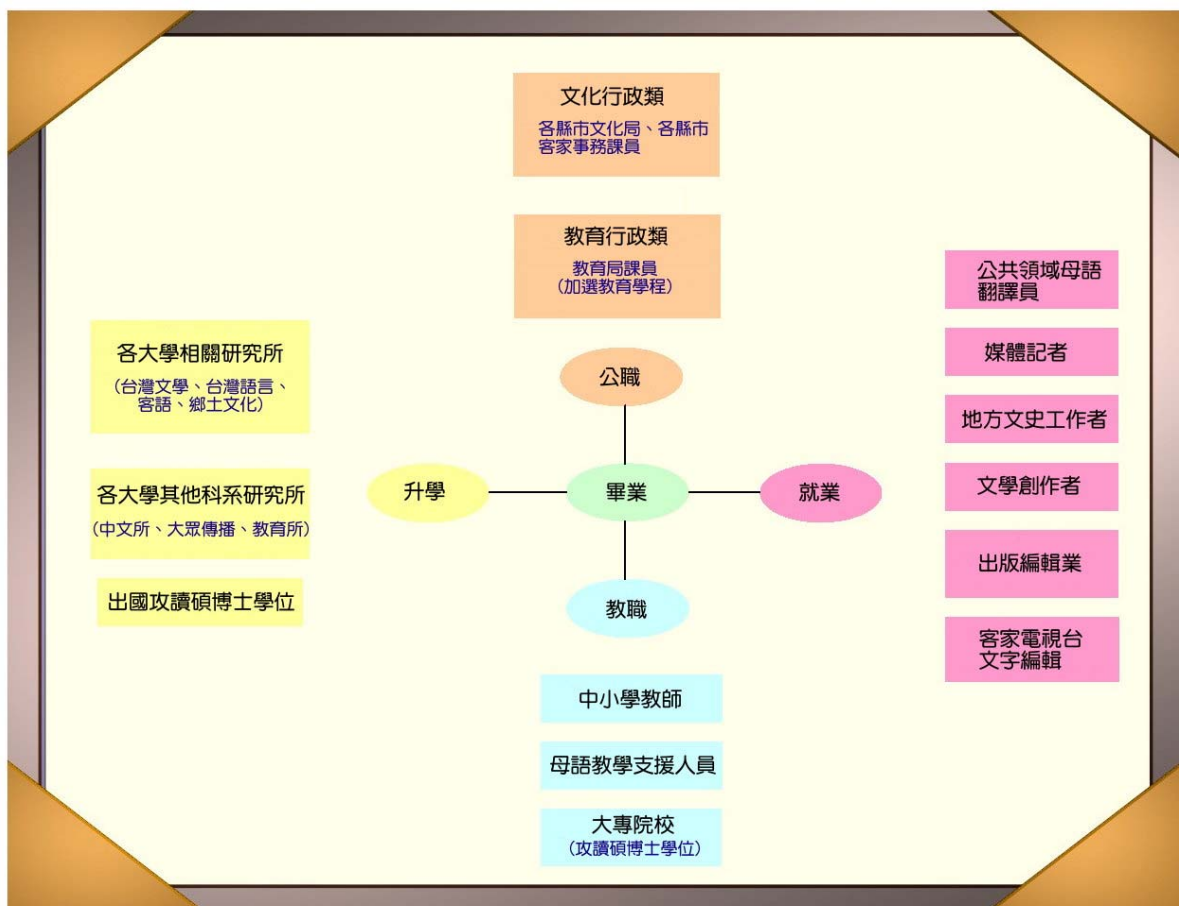 文化行政類
各縣市文化局、各縣市
客家事務課員
教育行政類
教育局課員
(加選教育學程)
公職
各大學相關研究所
(台灣文學、台灣語言、
客語、鄉土文化)
各大學其他科系研究所
(中文所、大眾傳播、教育所)
出國攻讀碩博士學位
升學
畢業
就業
公共領域母語
翻譯員
媒體記者
地方文史工作者
文學創作者
出版編輯業
客家電視台
文字編輯
教職
中小學教師
母語教學支援人員
大專院校
(攻讀碩博士學位)